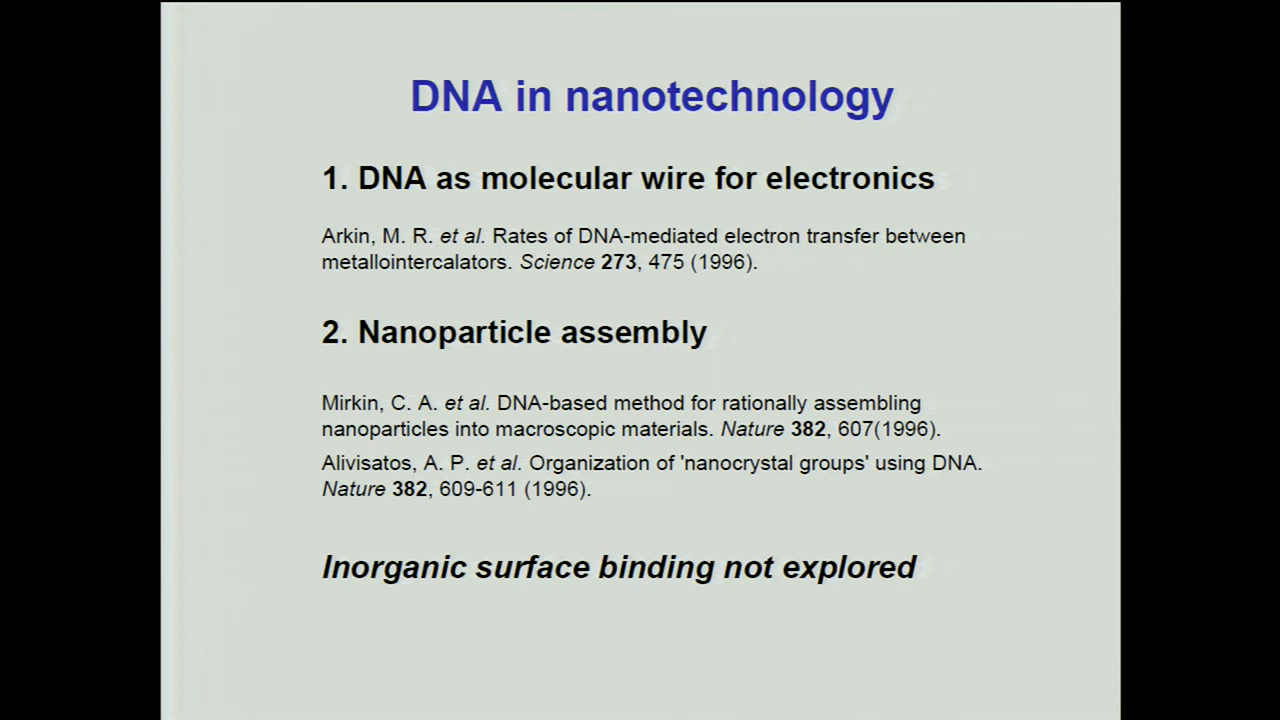 DNA in nanotechnology
1. DNA as molecular wire for electronics
Arkin, M. R. et al. Rates of DNA-mediated electron transfer between
metallointercalators. Science 273, 475 (1996).
2. Nanoparticle assembly
Mirkin, C. A. et al. DNA-based method for rationally assembling
nanoparticles into macroscopic materials. Nature 382, 607(1996).
Alivisatos, A. P. et al. Organization of 'nanocrystal groups' using DNA.
Nature 382, 609-611 (1996).
Inorganic surface binding not explored